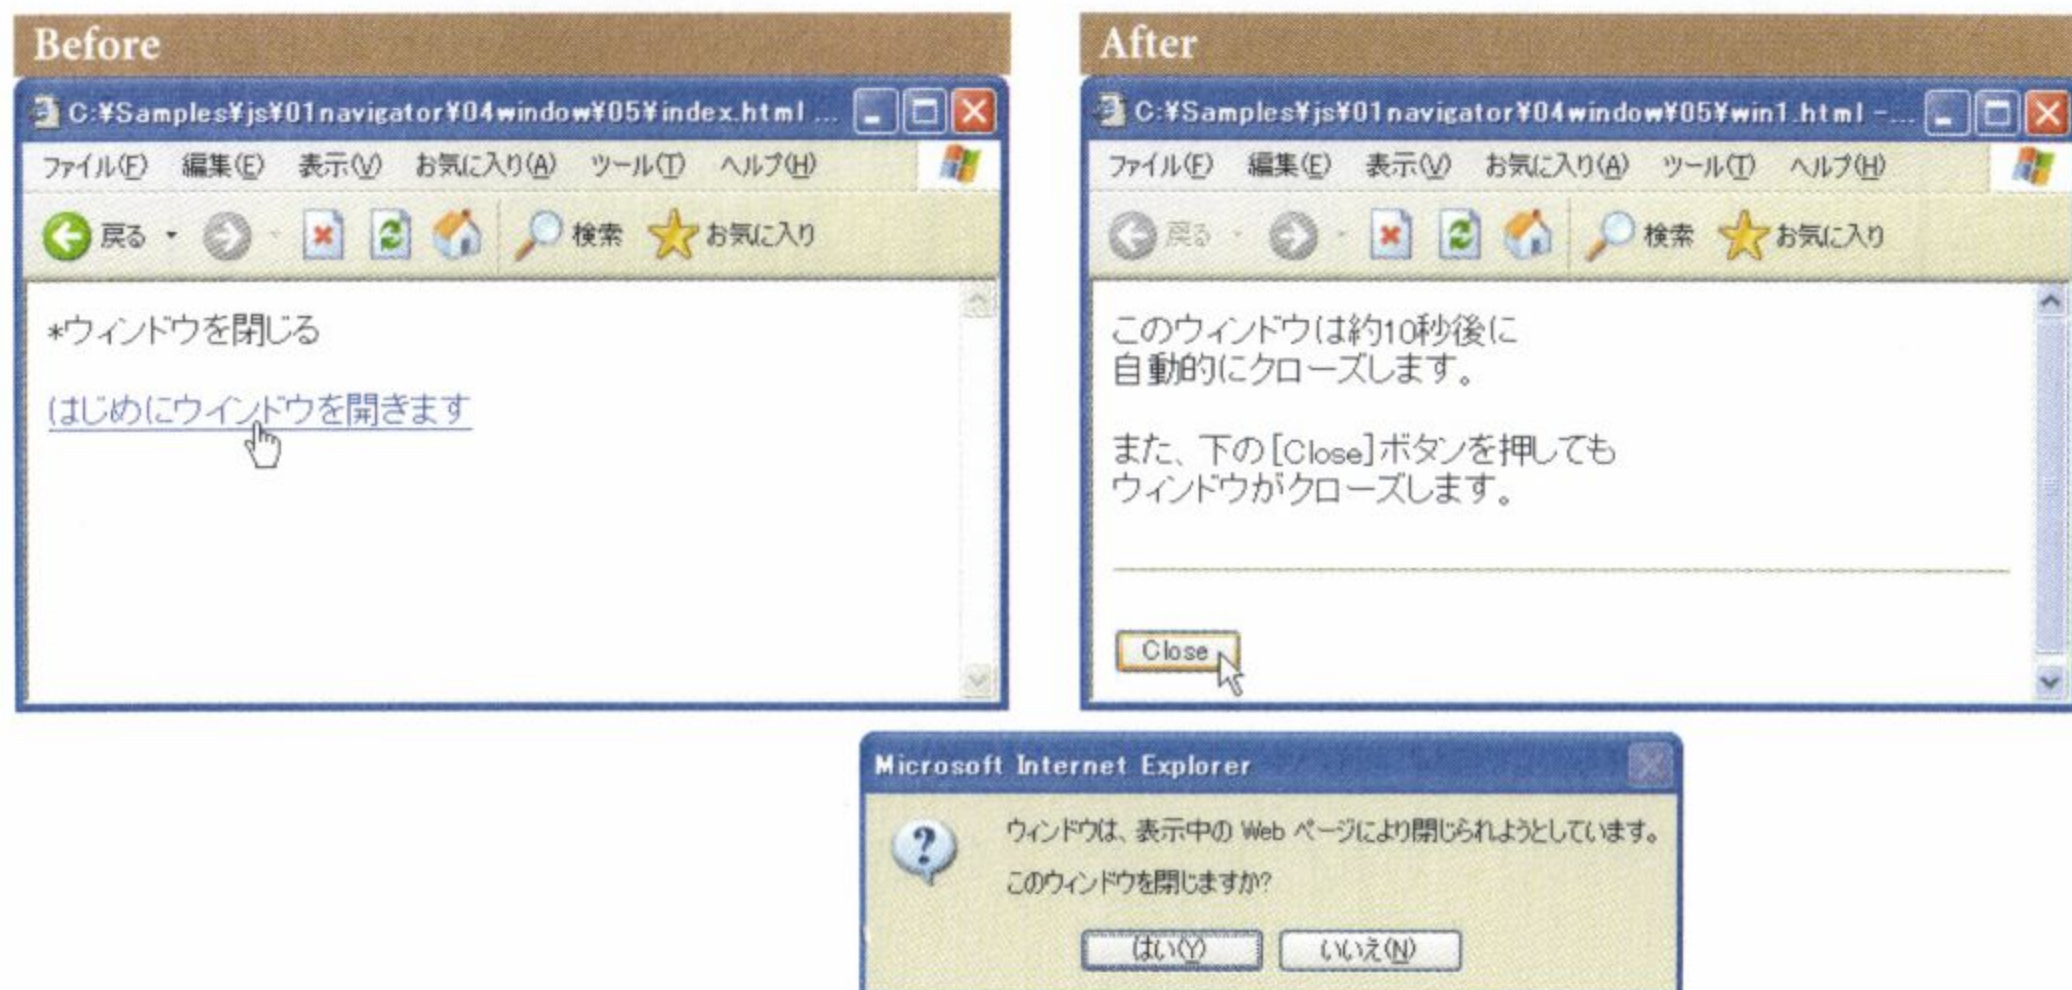 Before
C:¥Samples¥js¥01navigator¥04window¥05¥index.html ...
ファイル(F) 編集(E) 表示(V) お気に入り(A) ツール(T) ヘルプ(H)
戻る 検索 お気に入り
*ウィンドウを閉じる
はじめにウインドウを開きます
After
C:¥Samples¥js¥01navigator¥04window¥05¥win1.html -...
ファイル(F) 編集(E) 表示(V) お気に入り(A) ツール(T) ヘルプ(H)
戻る 検索 お気に入り
このウィンドウは約10秒後に
自動的にクローズします。
また、下の[Close]ボタンを押しても
ウィンドウがクローズします。
Close
Microsoft Internet Explorer
ウィンドウは、表示中の Web ページにより閉じられようとしています。
このウィンドウを閉じますか?
はい(Y) いいえ(N)